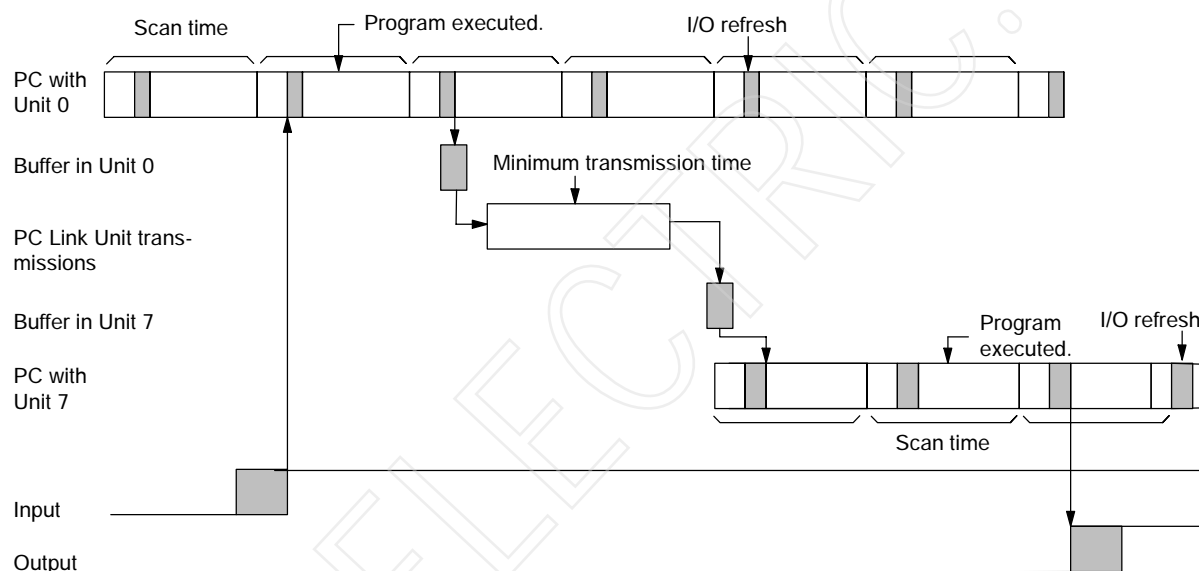 Scan time
Program executed.
I/O refresh
PC with
Unit 0
Buffer in Unit 0
Minimum transmission time
PC Link Unit trans-
missions
Buffer in Unit 7
Program
executed.
I/O refresh
PC with
Unit 7
Scan time
Input
Output
ELECTRIC.